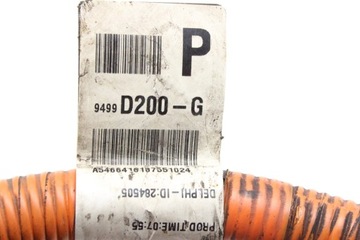 P
9499 D200-G
A5466416187551024
DELPHI-ID:284505
PROD TIME:07:55